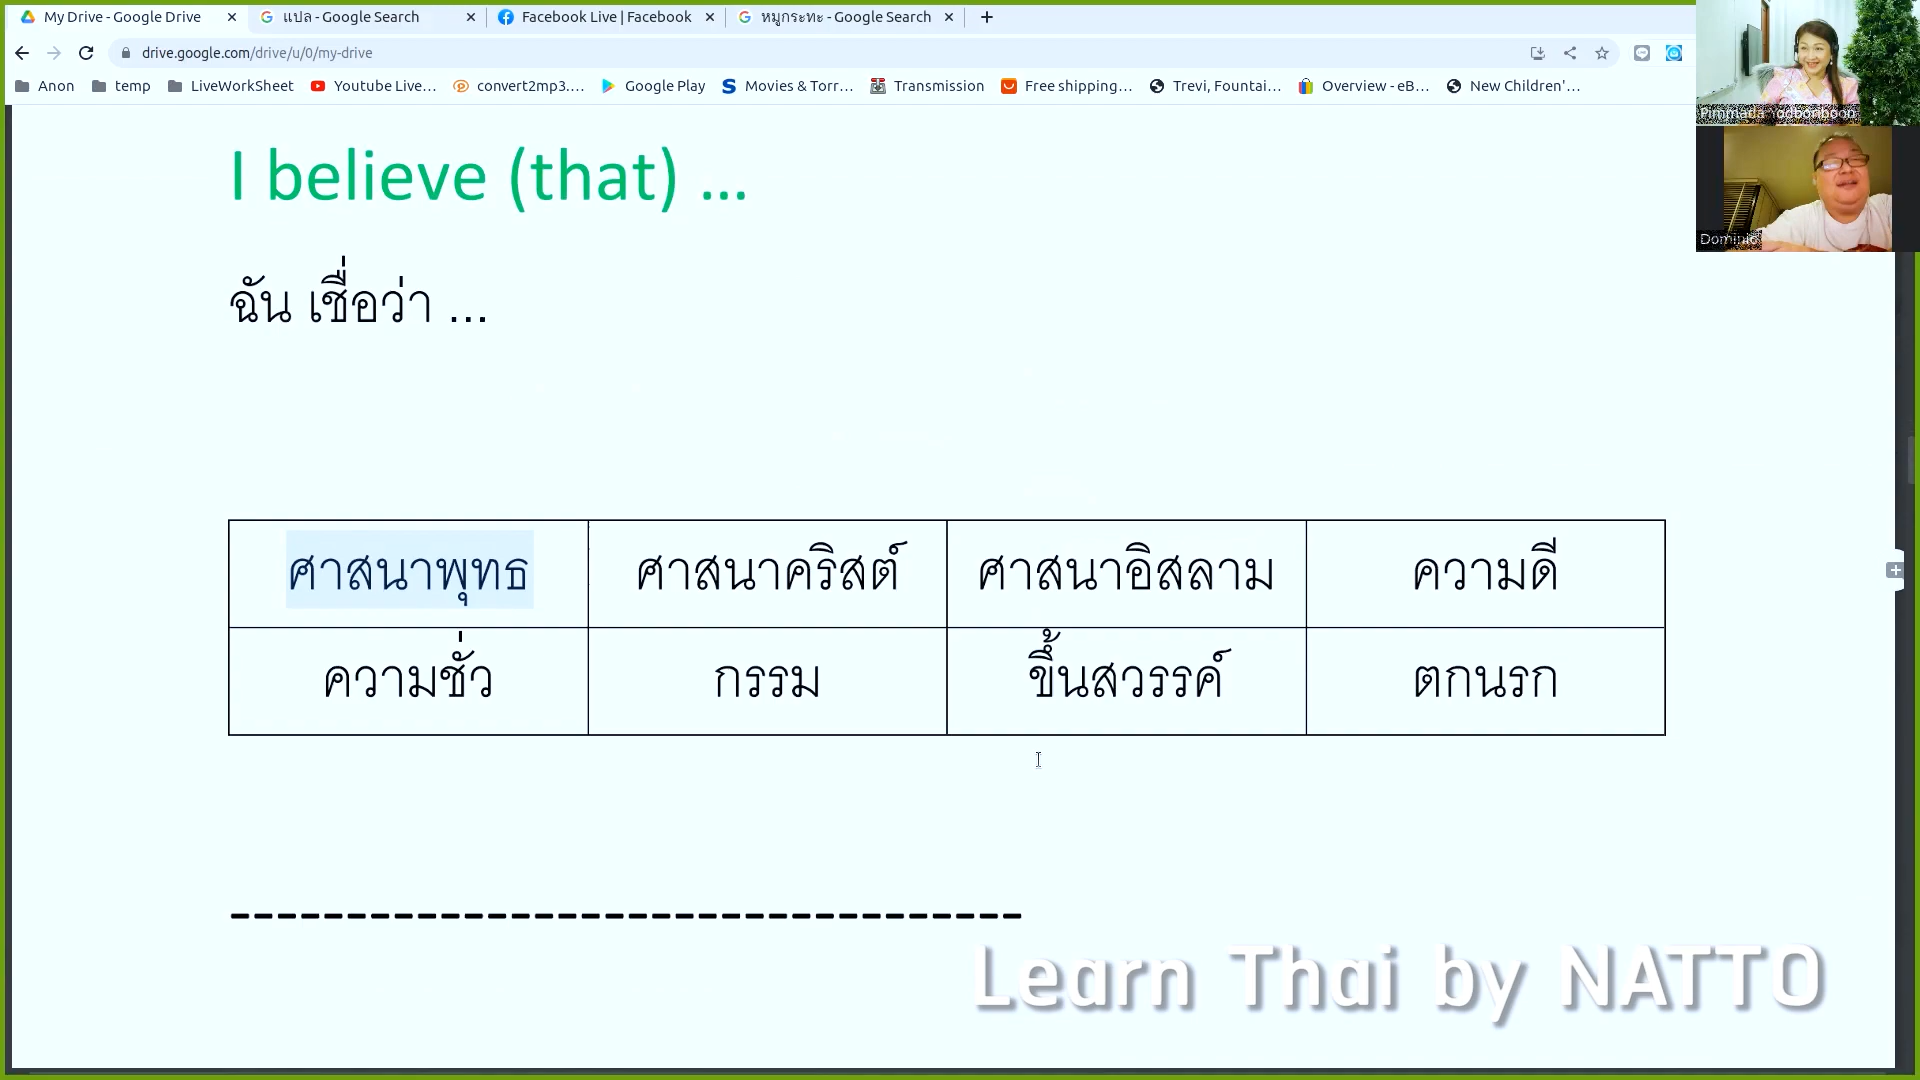 My Drive - Google Drive
แปล - Google Search
Facebook Live | Facebook
หมูกระทะ - Google Search
drive.google.com/drive/u/0/my-drive
Anon temp LiveWorkSheet Youtube Live... convert2mp3.... Google Play Movies & Torr... Transmission Free shipping,... Trevi, Fountai... Overview - eB... New Children'...
Dominic
I believe (that) ...
ฉัน เชื่อว่า ...
ศาสนาพุทธ ศาสนาคริสต์ ศาสนาอิสลาม ความดี
ความชั่ว กรรม ขึ้นสวรรค์ ตกนรก
----------------------------------
Learn Thai by NATTO